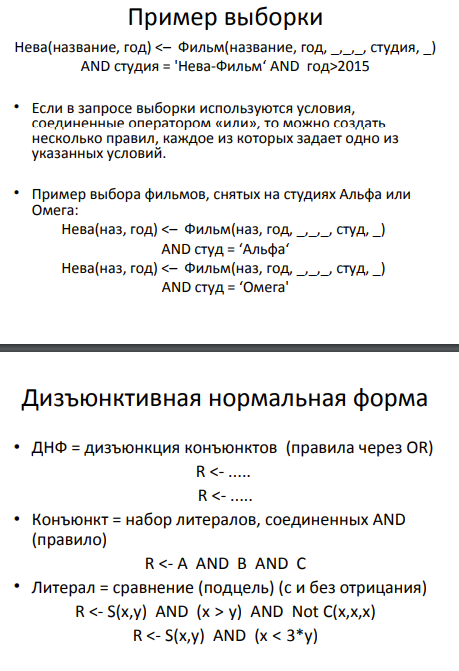 Пример выборки
Нева(название, год) <– Фильм(название, год, _,_,_, студия, _)
AND студия = 'Нева-Фильм‘ AND год>2015
• Если в запросе выборки используются условия,
соединенные оператором «или», то можно создать
несколько правил, каждое из которых задает одно из
указанных условий.
• Пример выбора фильмов, снятых на студиях Альфа или
Омега:
Нева(наз, год) <– Фильм(наз, год, _,_,_, студ, _)
AND студ = ‘Альфа‘
Нева(наз, год) <– Фильм(наз, год, _,_,_, студ, _)
AND студ = ‘Омега'
Дизъюнктивная нормальная форма
• ДНФ = дизъюнкция конъюнктов (правила через OR)
R <- .....
R <- .....
• Конъюнкт = набор литералов, соединенных AND
(правило)
R <- A AND B AND C
• Литерал = сравнение (подцель) (с и без отрицания)
R <- S(x,y) AND (x > y) AND Not C(x,x,x)
R <- S(x,y) AND (x < 3*y)